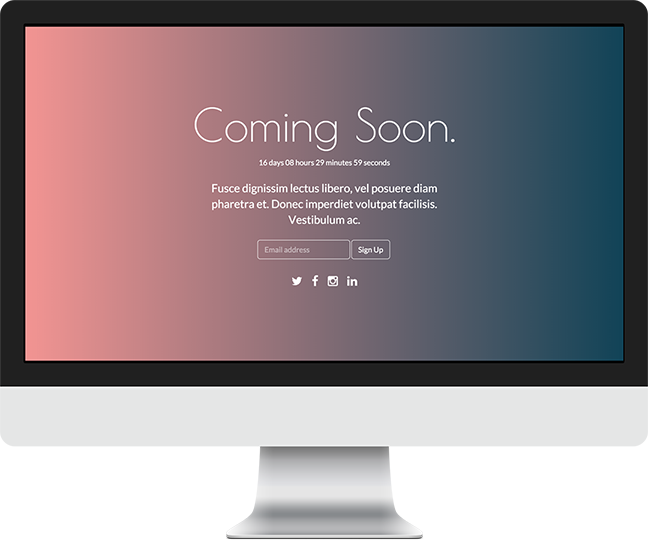 Coming Soon.
16 days 08 hours 29 minutes 59 seconds
Fusce dignissim lectus libero, vel posuere diam
pharetra et. Donec imperdiet volutpat facilisis.
Vestibulum ac.
Email address Sign Up